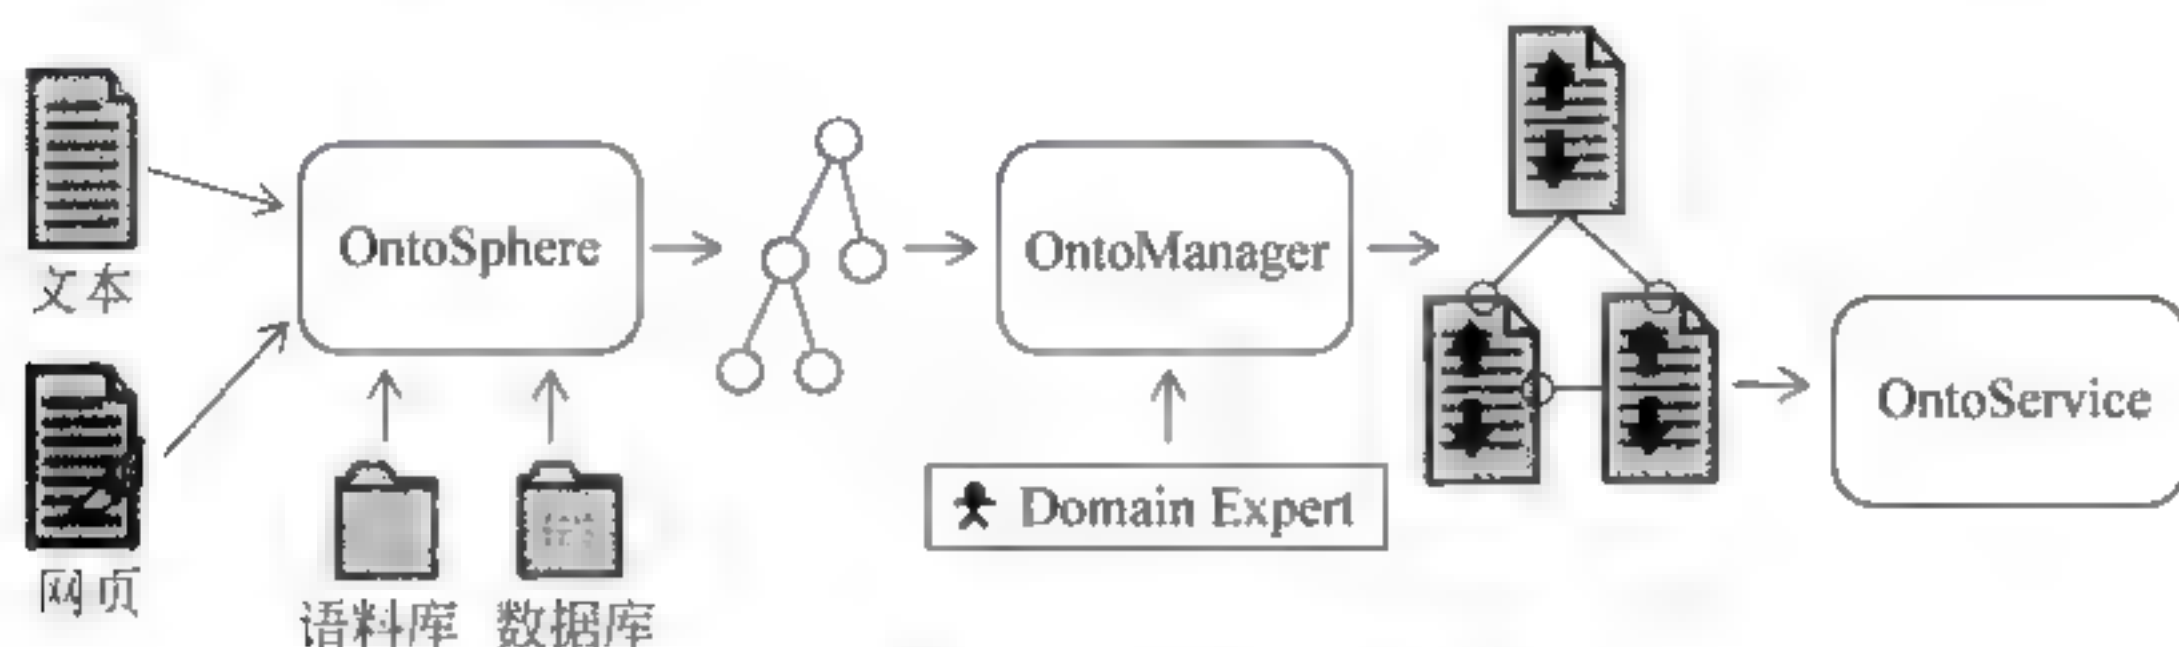 文本
OntoSphere
OntoManager
OntoService
Domain Expert
网页
语料库
数据库